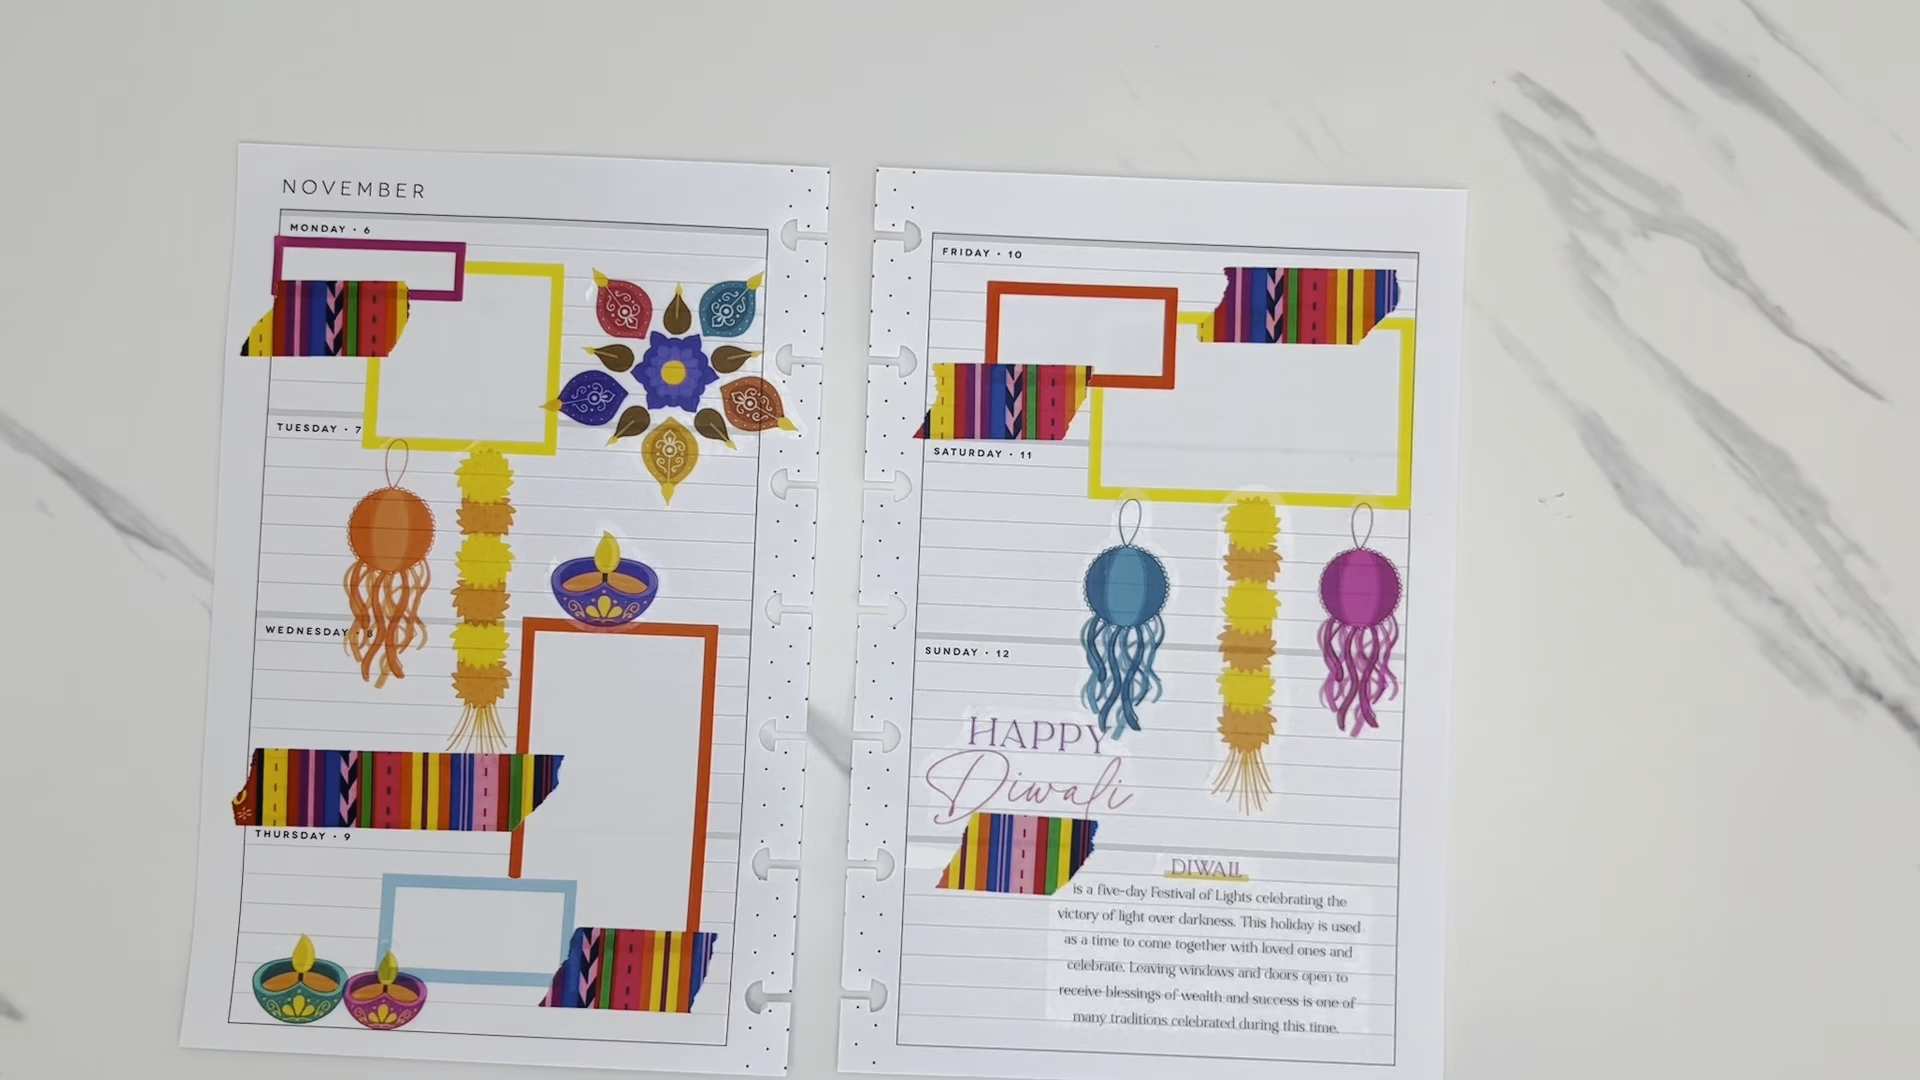 NOVEMBER
MONDAY · 6
TUESDAY · 7
WEDNESDAY · 8
THURSDAY · 9
FRIDAY · 10
SATURDAY · 11
SUNDAY · 12
HAPPY
Diwali
DIWALI
is a five-day Festival of Lights celebrating the
victory of light over darkness. This holiday is used
as a time to come together with loved ones and
celebrate. Leaving windows and doors open to
receive blessings of wealth and success is one of
many traditions celebrated during this time.